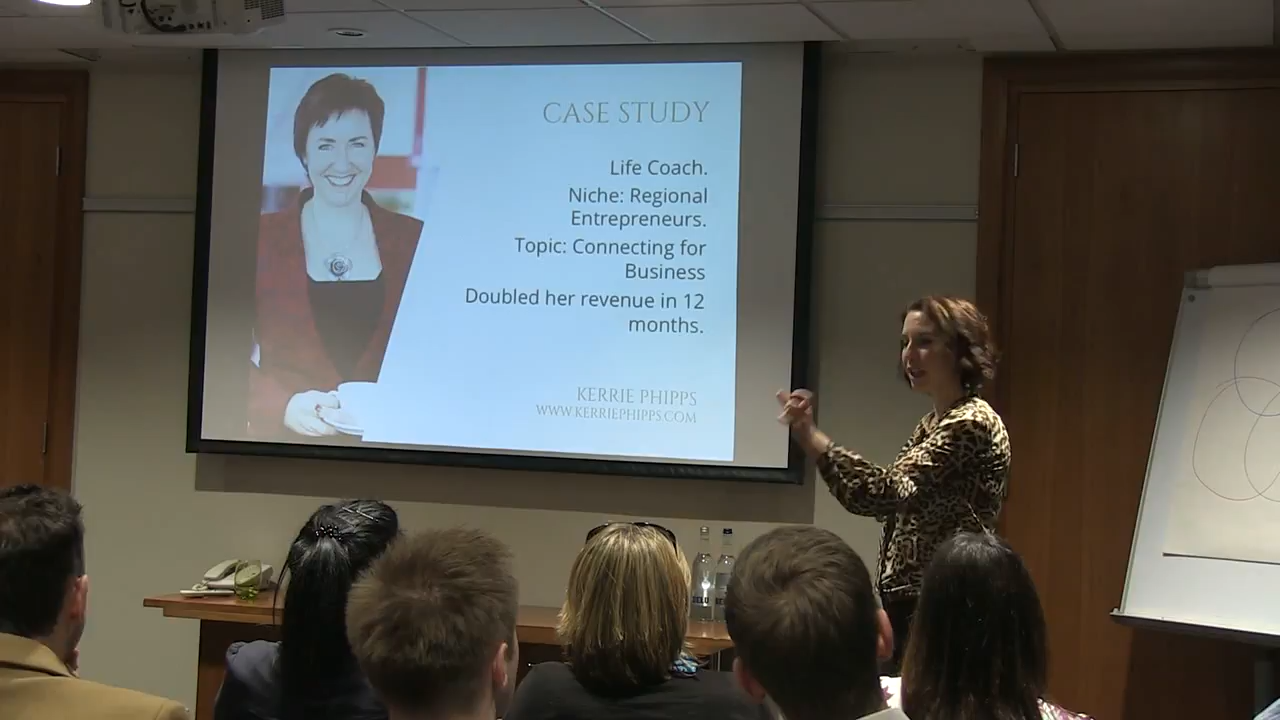 CASE STUDY
Life Coach.
Niche: Regional
Entrepreneurs.
Topic: Connecting for
Business
Doubled her revenue in 12
months.
KERRIE PHIPPS
WWW.KERRIEPHIPPS.COM